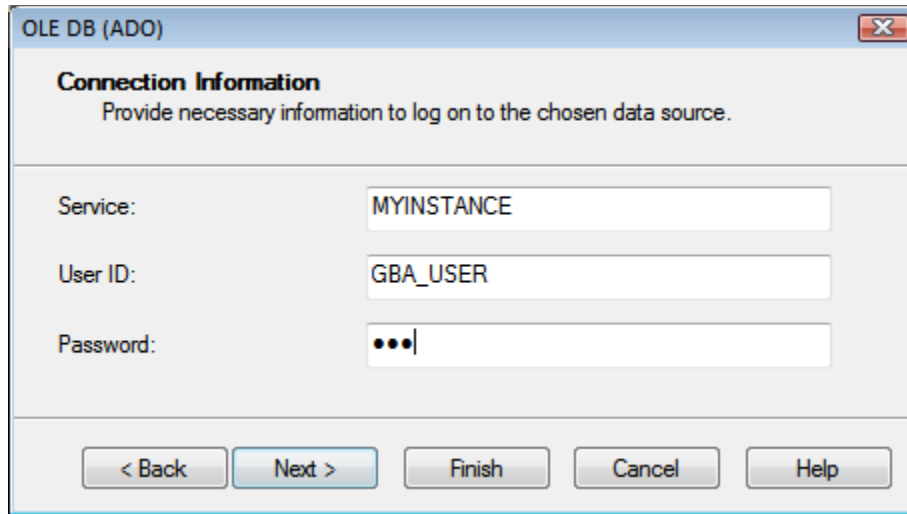 OLE DB (ADO)
Connection Information
Provide necessary information to log on to the chosen data source.
Service: MYINSTANCE
User ID: GBA_USER
Password: •••
< Back Next > Finish Cancel Help